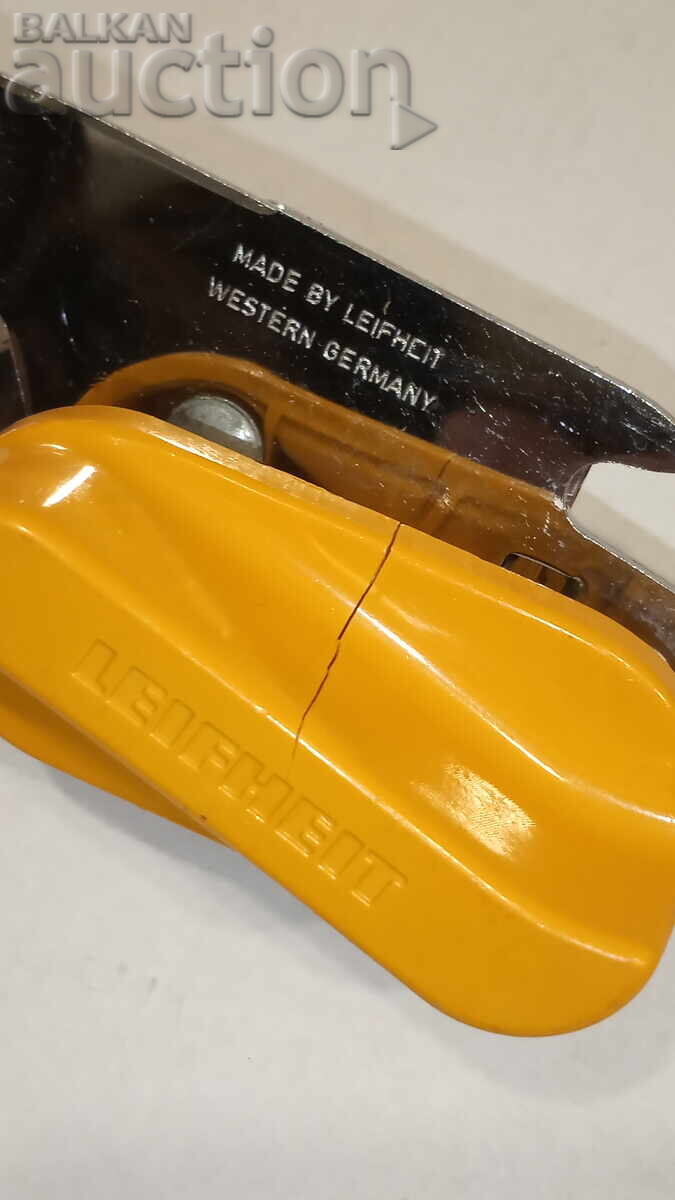 BALKAN
auction
MADE BY LEIFHEIT
WESTERN GERMANY
LEIFHEIT